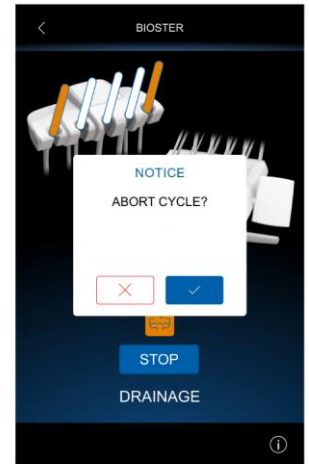 BIOSTER
NOTICE
ABORT CYCLE?
STOP
DRAINAGE